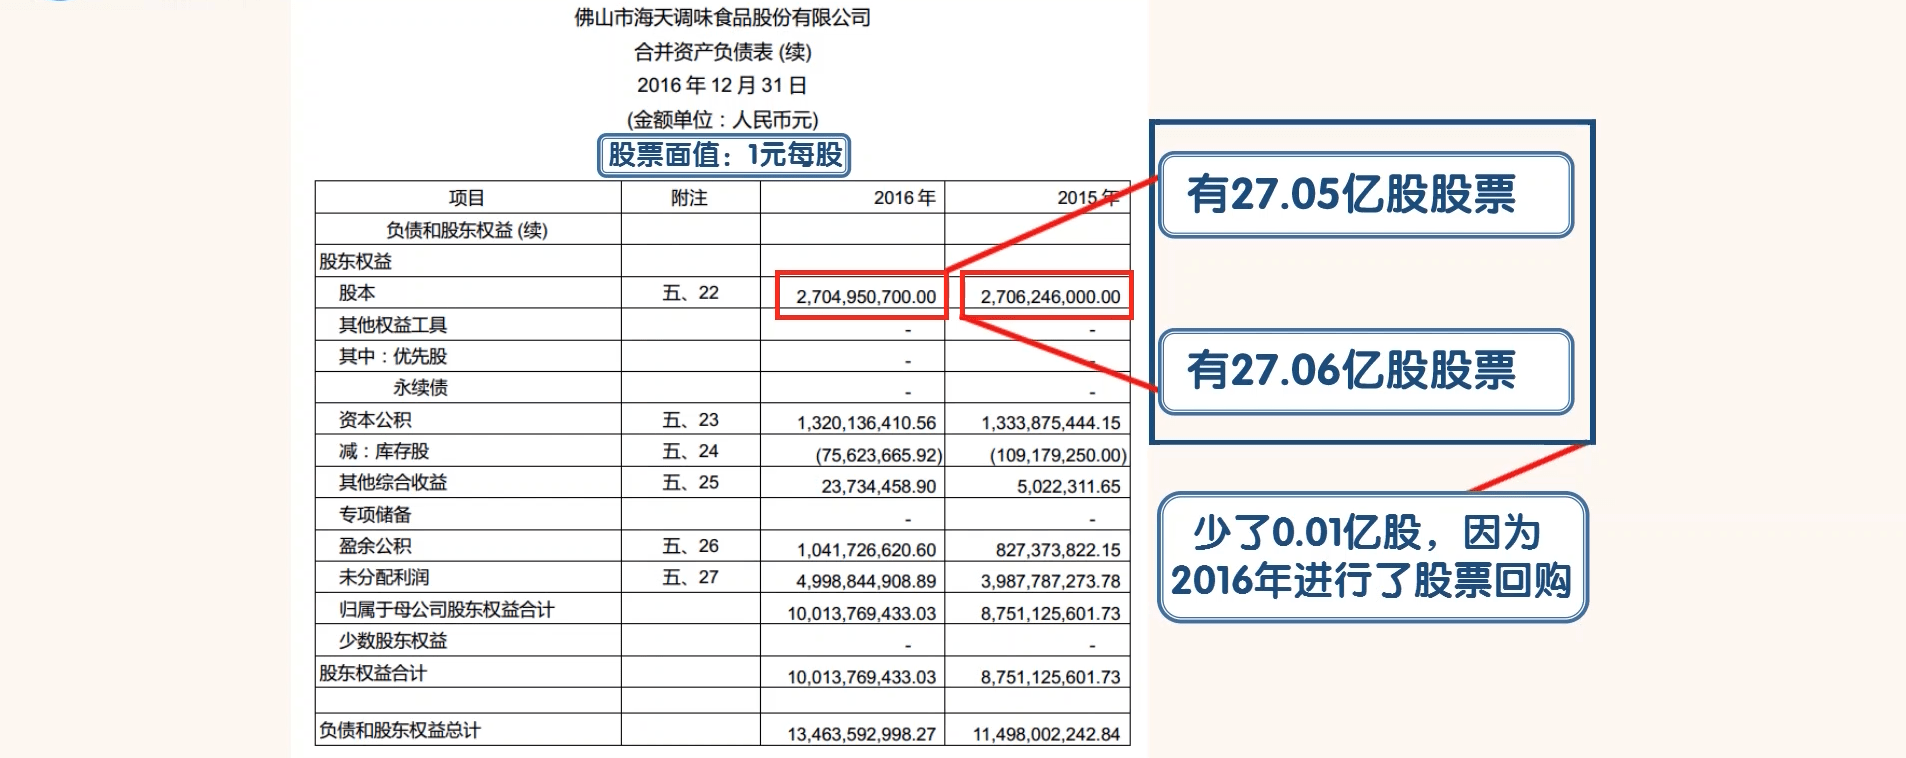 佛山市海天调味食品股份有限公司
合并资产负债表 (续)
2016 年 12 月 31 日
(金额单位：人民币元)
股票面值：1元每股
项目 附注 2016 年 2015 年
负债和股东权益 (续)
股东权益
股本 五、22 2,704,950,700.00 2,706,246,000.00
其他权益工具 - -
其中：优先股 - -
永续债 - -
资本公积 五、23 1,320,136,410.56 1,333,875,444.15
减：库存股 五、24 (75,623,665.92) (109,179,250.00)
其他综合收益 五、25 23,734,458.90 5,022,311.65
专项储备 - -
盈余公积 五、26 1,041,726,620.60 827,373,822.15
未分配利润 五、27 4,998,844,908.89 3,987,787,273.78
归属于母公司股东权益合计 10,013,769,433.03 8,751,125,601.73
少数股东权益 - -
股东权益合计 10,013,769,433.03 8,751,125,601.73
负债和股东权益总计 13,463,592,998.27 11,498,002,242.84
有27.05亿股股票
有27.06亿股股票
少了0.01亿股，因为
2016年进行了股票回购